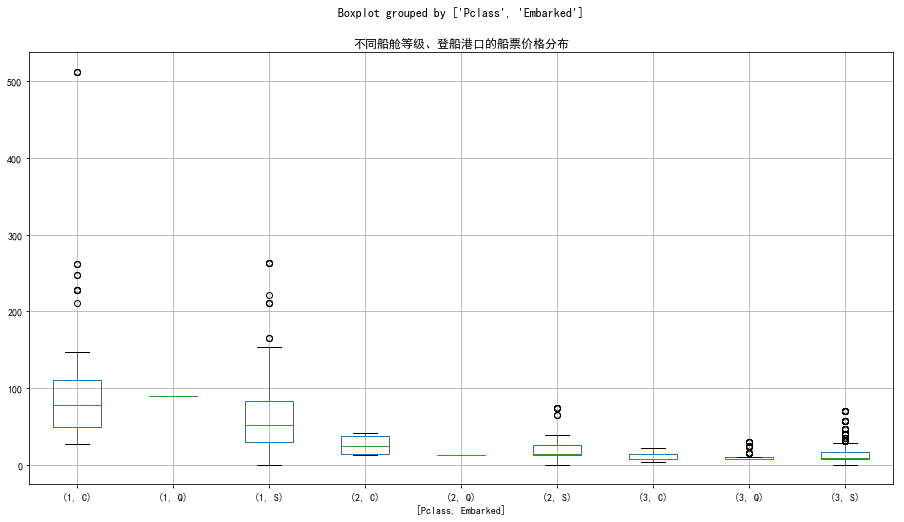 Boxplot grouped by ['Pclass', 'Embarked']
不同船舱等级、登船港口的船票价格分布
500
400
300
200
100
0
(1, C) (1, Q) (1, S) (2, C) (2, Q) (2, S) (3, C) (3, Q) (3, S)
[Pclass, Embarked]